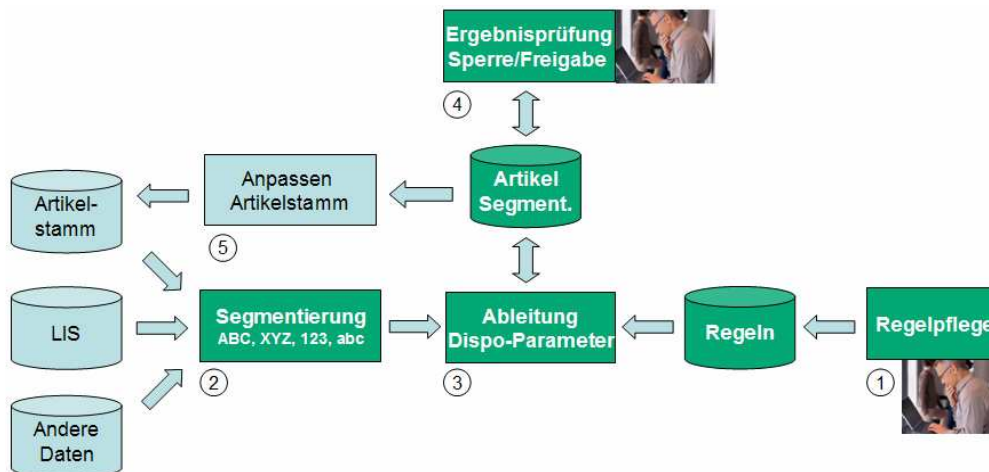 Ergebnisprüfung
Sperre/Freigabe
4
Anpassen
Artikelstamm
5
Artikel
Segment.
Artikel-
stamm
LIS
Segmentierung
ABC, XYZ, 123, abc
2
Ableitung
Dispo-Parameter
3
Regeln
Regelpflege
1
Andere
Daten